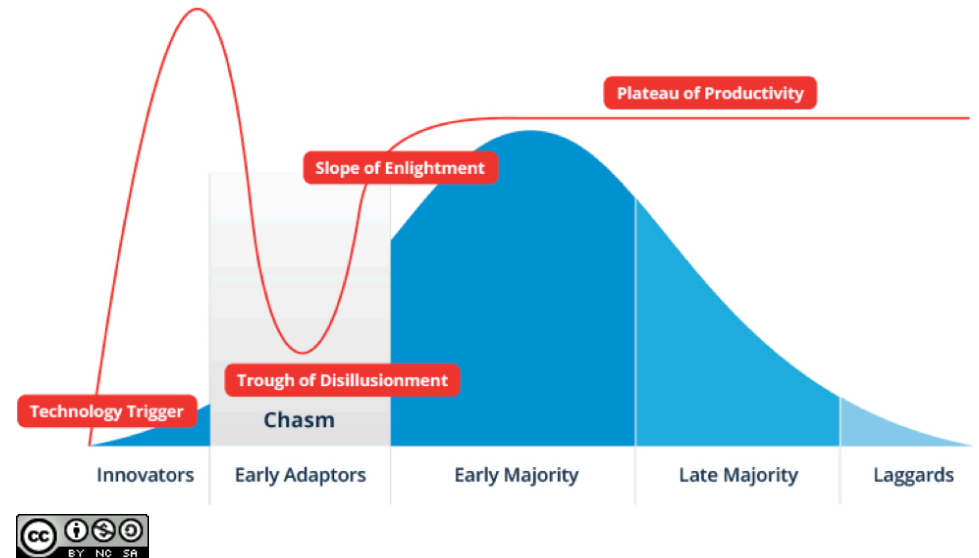 Plateau of Productivity
Slope of Enlightment
Trough of Disillusionment
Technology Trigger
Chasm
Innovators
Early Adaptors
Early Majority
Late Majority
Laggards
cc
BY NC SA